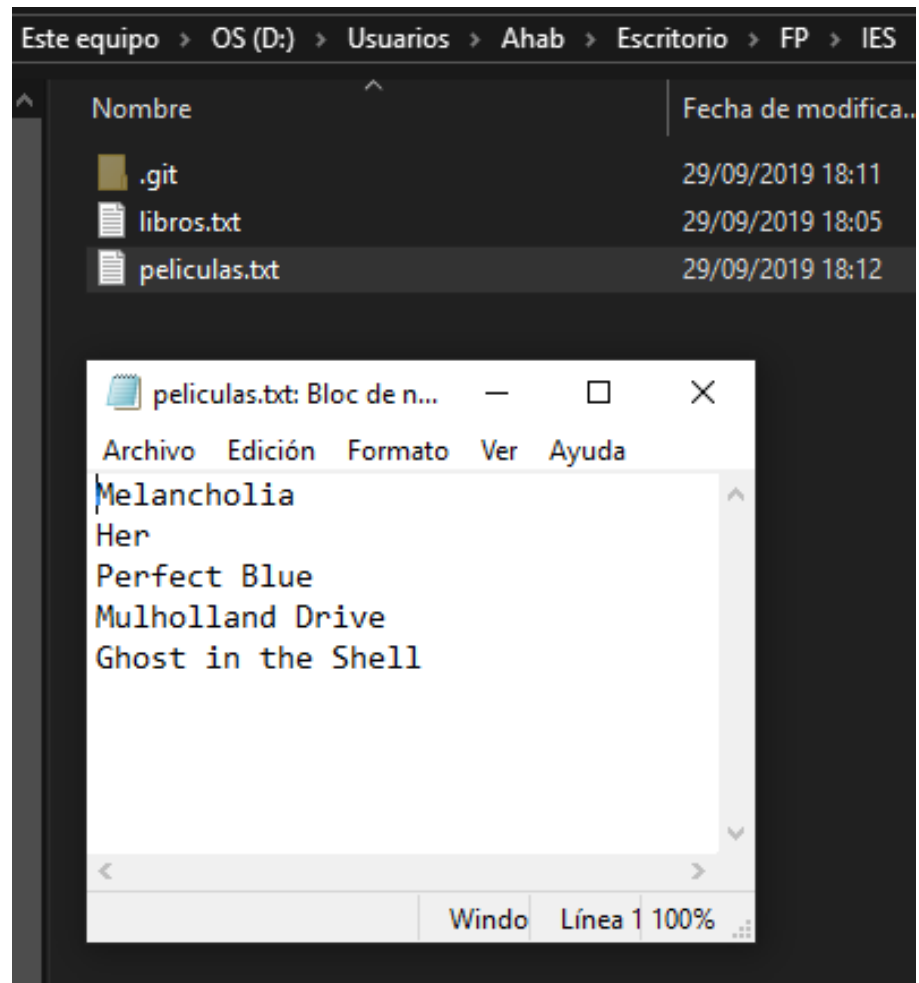 Este equipo > OS (D:) > Usuarios > Ahab > Escritorio > FP > IES
Nombre Fecha de modifica..
.git 29/09/2019 18:11
libros.txt 29/09/2019 18:05
peliculas.txt 29/09/2019 18:12
peliculas.txt: Bloc de n...
Archivo Edición Formato Ver Ayuda
Melancholia
Her
Perfect Blue
Mulholland Drive
Ghost in the Shell
Windo Línea 1 100%